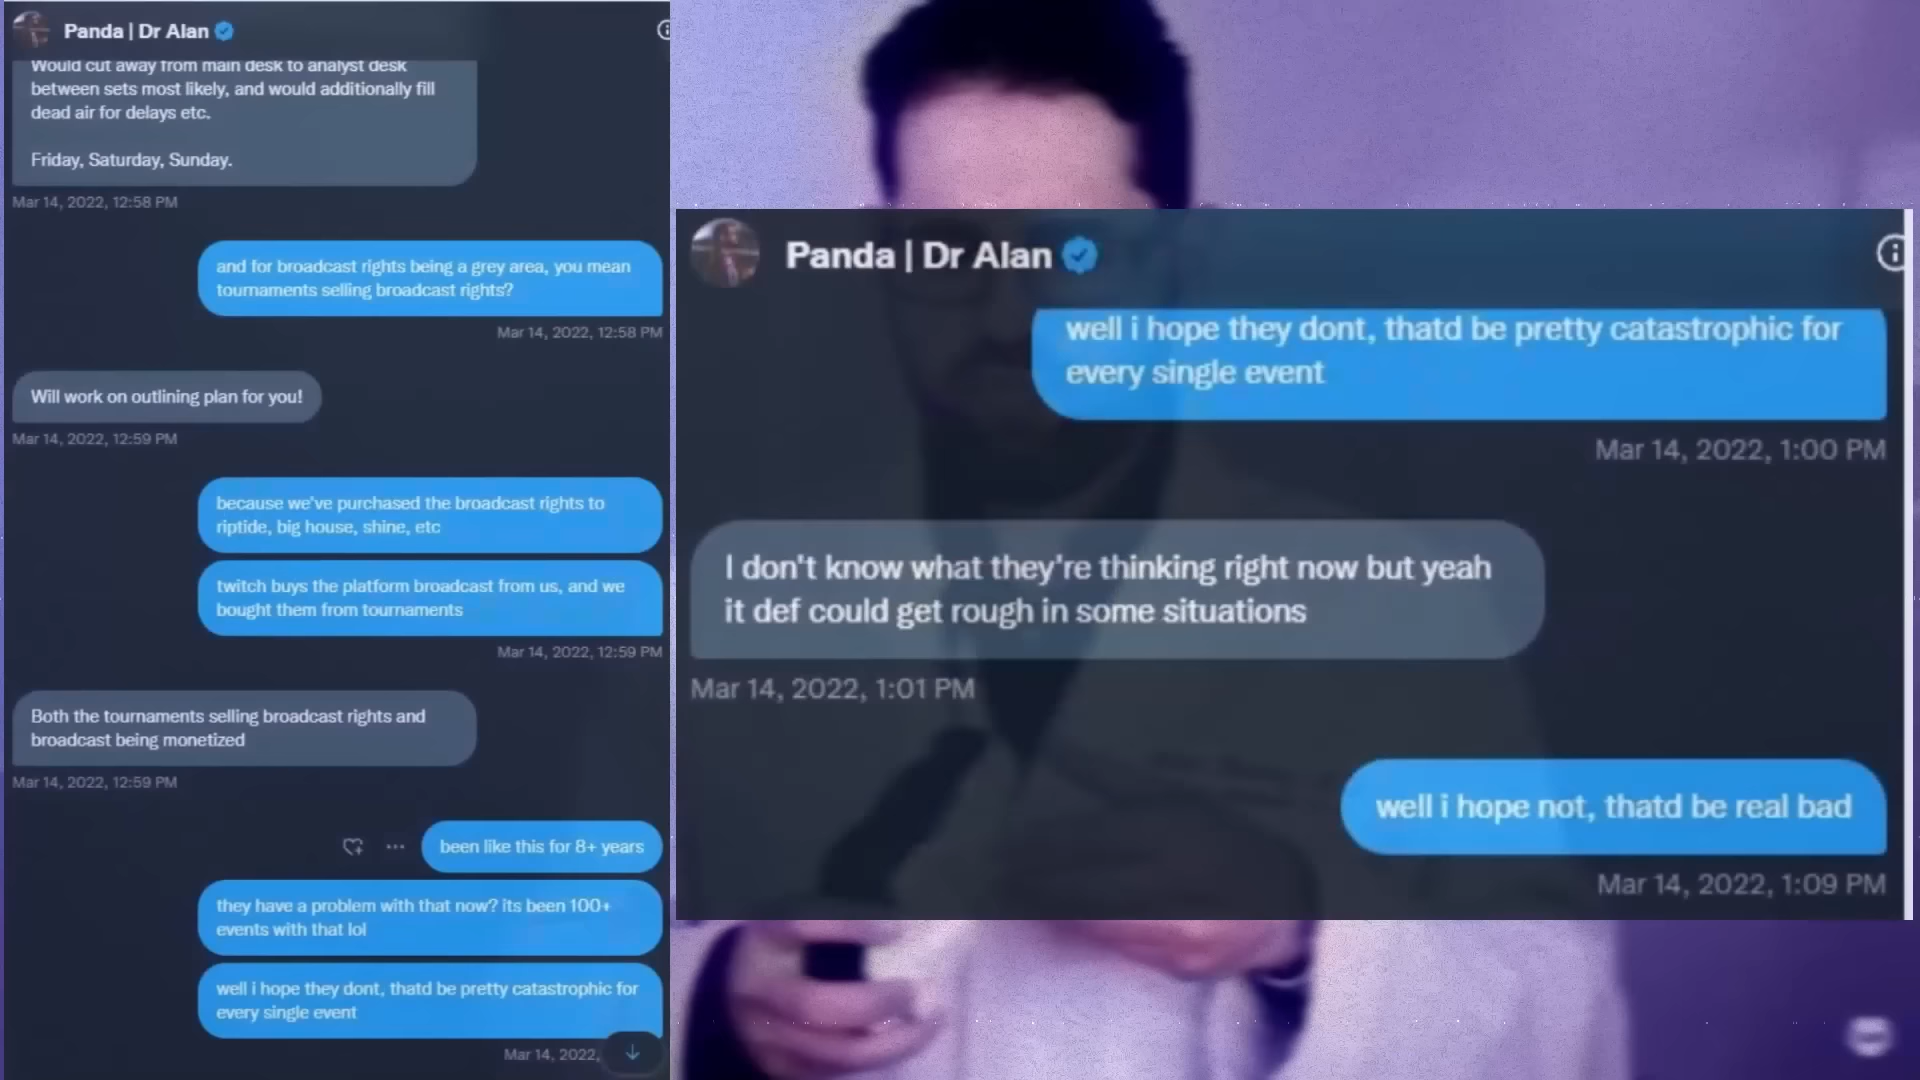 Panda | Dr Alan
Would cut away from main desk to analyst desk
between sets most likely, and would additionally fill
dead air for delays etc.
Friday, Saturday, Sunday.
Mar 14, 2022, 12:58 PM
and for broadcast rights being a grey area, you mean
tournaments selling broadcast rights?
Mar 14, 2022, 12:58 PM
Will work on outlining plan for you!
Mar 14, 2022, 12:59 PM
because we've purchased the broadcast rights to
riptide, big house, shine, etc
twitch buys the platform broadcast from us, and we
bought them from tournaments
Mar 14, 2022, 12:59 PM
Both the tournaments selling broadcast rights and
broadcast being monetized
Mar 14, 2022, 12:59 PM
been like this for 8+ years
they have a problem with that now? its been 100+
events with that lol
well i hope they dont, thatd be pretty catastrophic for
every single event
Mar 14, 2022,
Panda | Dr Alan
well i hope they dont, thatd be pretty catastrophic for
every single event
Mar 14, 2022, 1:00 PM
I don't know what they're thinking right now but yeah
it def could get rough in some situations
Mar 14, 2022, 1:01 PM
well i hope not, thatd be real bad
Mar 14, 2022, 1:09 PM